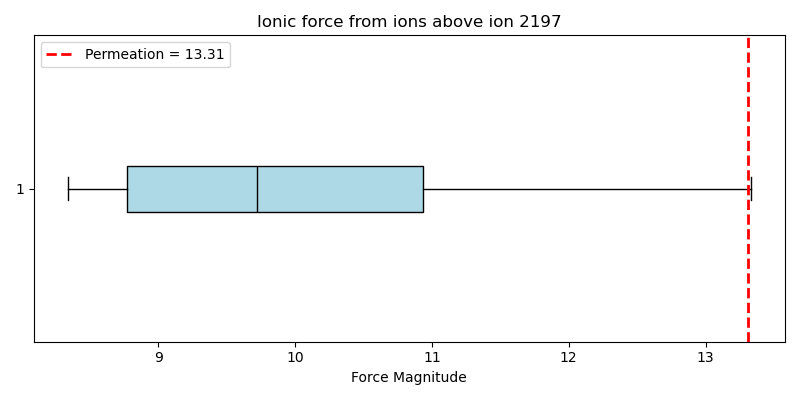 Ionic force from ions above ion 2197
Permeation = 13.31
1
9 10 11 12 13
Force Magnitude